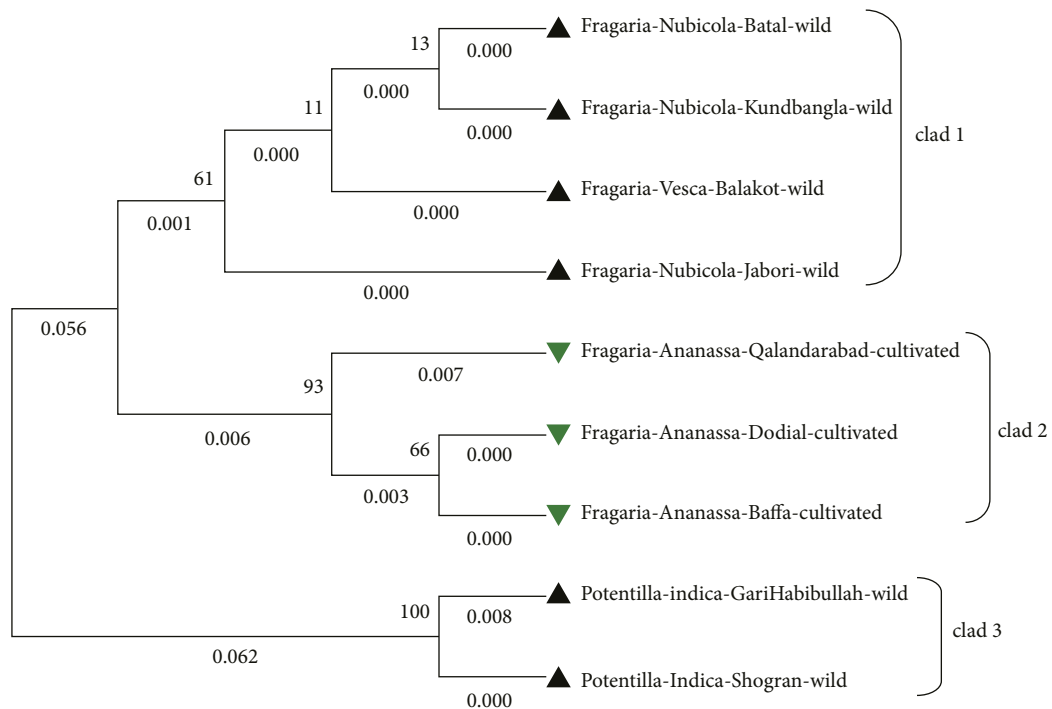 13
0.000
Fragaria-Nubicola-Batal-wild
0.000
11
0.000
Fragaria-Nubicola-Kundbangla-wild
clad 1
0.000
61
0.000
Fragaria-Vesca-Balakot-wild
0.001
Fragaria-Nubicola-Jabori-wild
0.000
0.056
Fragaria-Ananassa-Qalandarabad-cultivated
93
0.007
0.006
66
0.000
Fragaria-Ananassa-Dodial-cultivated
clad 2
0.003
Fragaria-Ananassa-Baffa-cultivated
0.000
100
0.008
Potentilla-indica-GariHabibullah-wild
clad 3
0.062
Potentilla-Indica-Shogran-wild
0.000